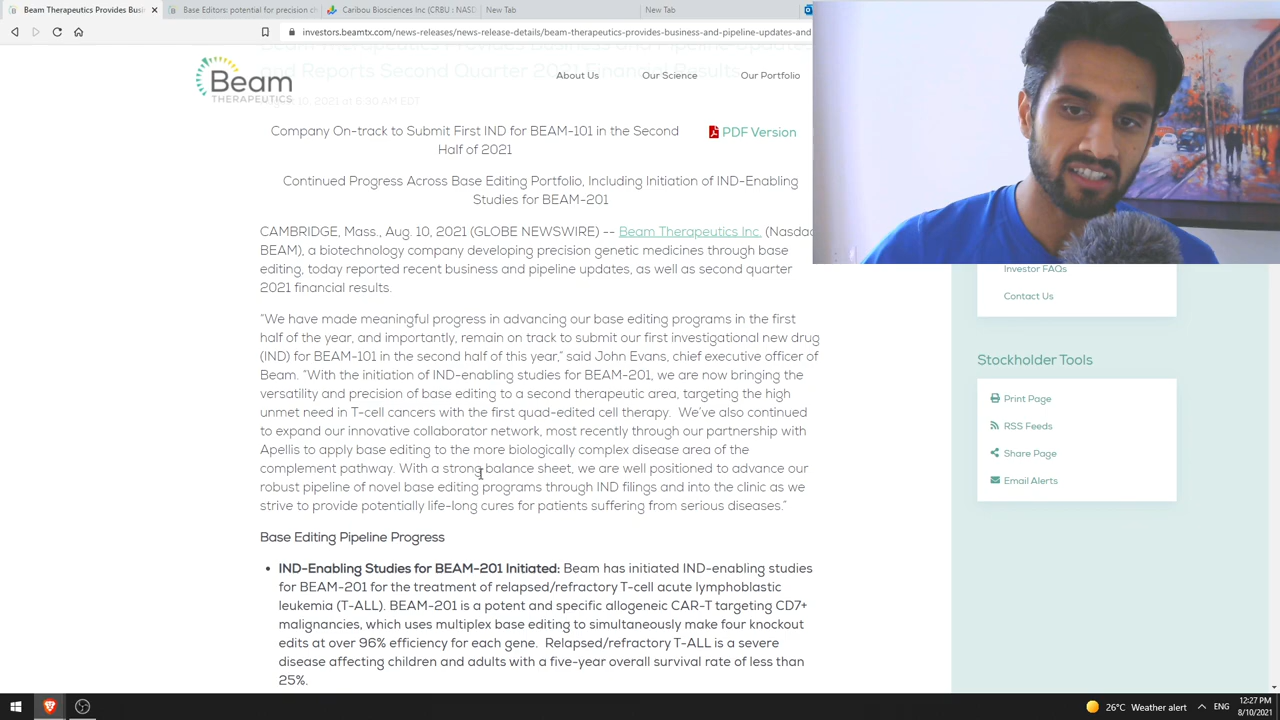 Beam Therapeutics Provides Busi
Base Editors: potential for precision ch
Caribou Biosciences Inc (CRBU : NASD
New Tab
New Tab
investors.beamtx.com/news-releases/news-release-details/beam-therapeutics-provides-business-and-pipeline-updates-and
Beam Therapeutics Provides Business and Pipeline Updates
and Reports Second Quarter 2021 Financial Results
Beam
THERAPEUTICS
About Us
Our Science
Our Portfolio
10, 2021 at 6:30 AM EDT
Company On-track to Submit First IND for BEAM-101 in the Second
Half of 2021
PDF Version
Continued Progress Across Base Editing Portfolio, Including Initiation of IND-Enabling
Studies for BEAM-201
CAMBRIDGE, Mass., Aug. 10, 2021 (GLOBE NEWSWIRE) -- Beam Therapeutics Inc. (Nasdaq:
BEAM), a biotechnology company developing precision genetic medicines through base
editing, today reported recent business and pipeline updates, as well as second quarter
2021 financial results.
“We have made meaningful progress in advancing our base editing programs in the first
half of the year, and importantly, remain on track to submit our first investigational new drug
(IND) for BEAM-101 in the second half of this year,” said John Evans, chief executive officer of
Beam. “With the initiation of IND-enabling studies for BEAM-201, we are now bringing the
versatility and precision of base editing to a second therapeutic area, targeting the high
unmet need in T-cell cancers with the first quad-edited cell therapy. We’ve also continued
to expand our innovative collaborator network, most recently through our partnership with
Apellis to apply base editing to the more biologically complex disease area of the
complement pathway. With a strong balance sheet, we are well positioned to advance our
robust pipeline of novel base editing programs through IND filings and into the clinic as we
strive to provide potentially life-long cures for patients suffering from serious diseases.”
Base Editing Pipeline Progress
• IND-Enabling Studies for BEAM-201 Initiated: Beam has initiated IND-enabling studies
for BEAM-201 for the treatment of relapsed/refractory T-cell acute lymphoblastic
leukemia (T-ALL). BEAM-201 is a potent and specific allogeneic CAR-T targeting CD7+
malignancies, which uses multiplex base editing to simultaneously make four knockout
edits at over 96% efficiency for each gene. Relapsed/refractory T-ALL is a severe
disease affecting children and adults with a five-year overall survival rate of less than
25%.
Investor FAQs
Contact Us
Stockholder Tools
Print Page
RSS Feeds
Share Page
Email Alerts
26°C Weather alert
ENG
12:27 PM
8/10/2021